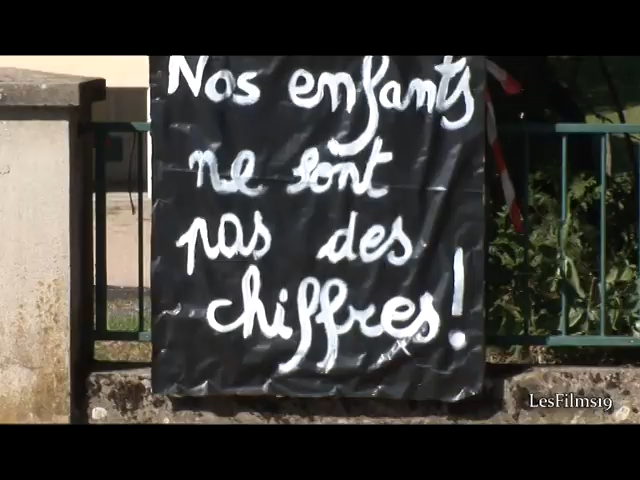 Nos enfants
ne sont
pas des
chiffres !
LesFilms19